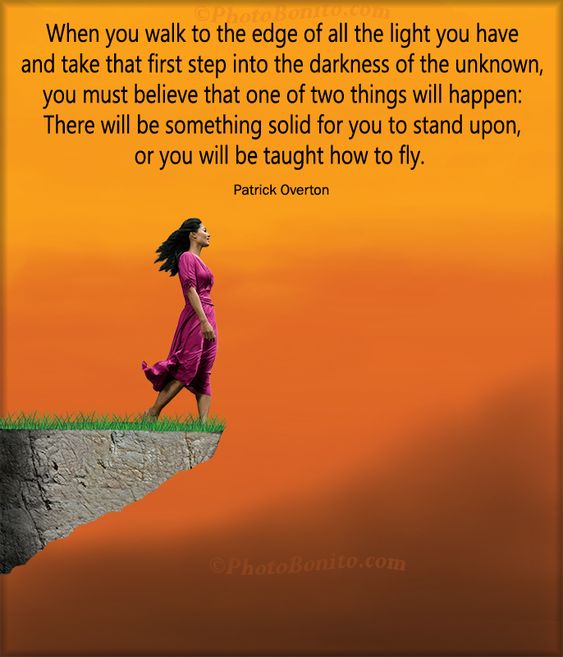 ©PhotoBonito.com
When you walk to the edge of all the light you have
and take that first step into the darkness of the unknown,
you must believe that one of two things will happen:
There will be something solid for you to stand upon,
or you will be taught how to fly.
Patrick Overton
©PhotoBonito.com